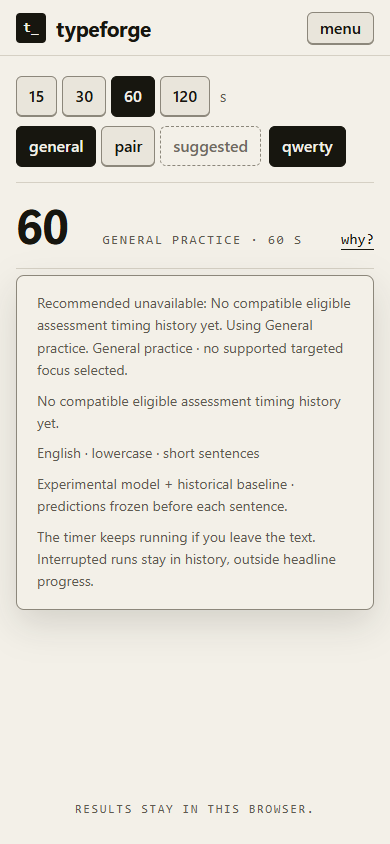 t_ typeforge menu
15 30 60 120 s
general pair suggested qwerty
60 GENERAL PRACTICE · 60 S why?
Recommended unavailable: No compatible eligible
assessment timing history yet. Using General
practice. General practice · no supported targeted
focus selected.
No compatible eligible assessment timing history
yet.
English · lowercase · short sentences
Experimental model + historical baseline ·
predictions frozen before each sentence.
The timer keeps running if you leave the text.
Interrupted runs stay in history, outside headline
progress.
RESULTS STAY IN THIS BROWSER.